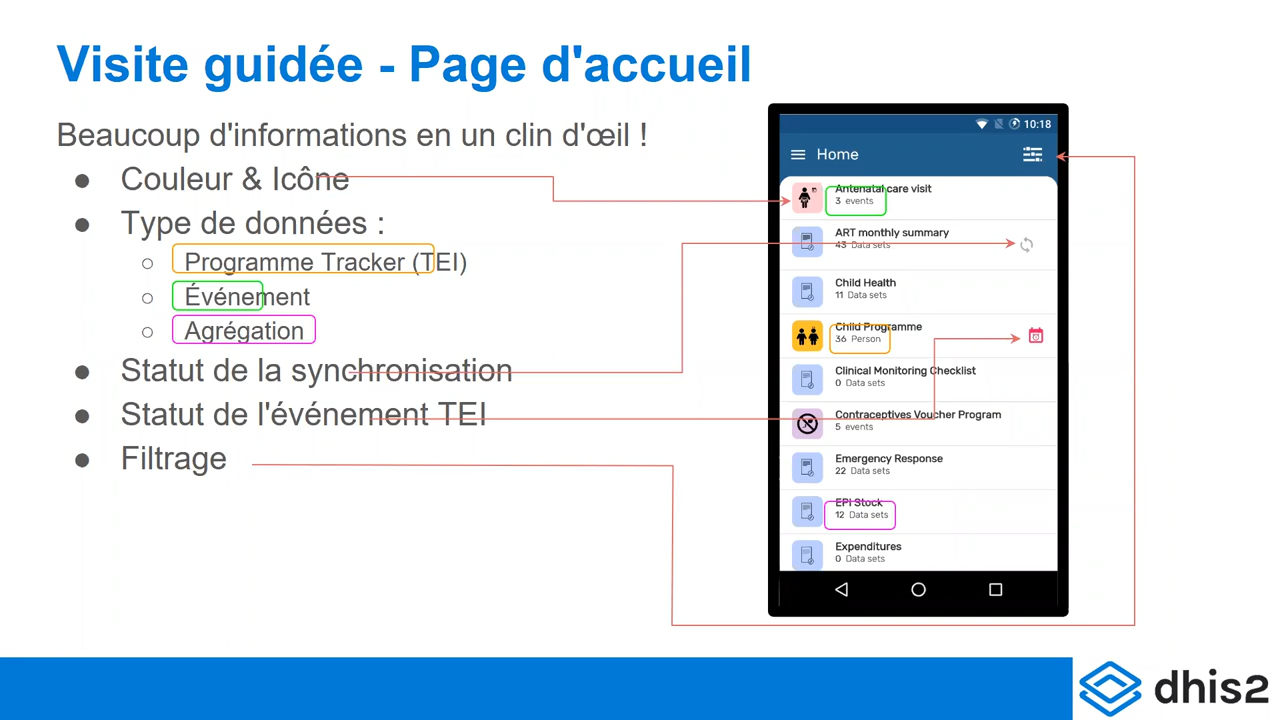 Visite guidée - Page d'accueil
Beaucoup d'informations en un clin d'œil !
● Couleur & Icône
● Type de données :
○ Programme Tracker (TEI)
○ Événement
○ Agrégation
● Statut de la synchronisation
● Statut de l'événement TEI
● Filtrage
10:18
Home
Antenatal care visit
3 events
ART monthly summary
43 Data sets
Child Health
11 Data sets
Child Programme
36 Person
Clinical Monitoring Checklist
0 Data sets
Contraceptives Voucher Program
5 events
Emergency Response
22 Data sets
EPI Stock
12 Data sets
Expenditures
0 Data sets
dhis2